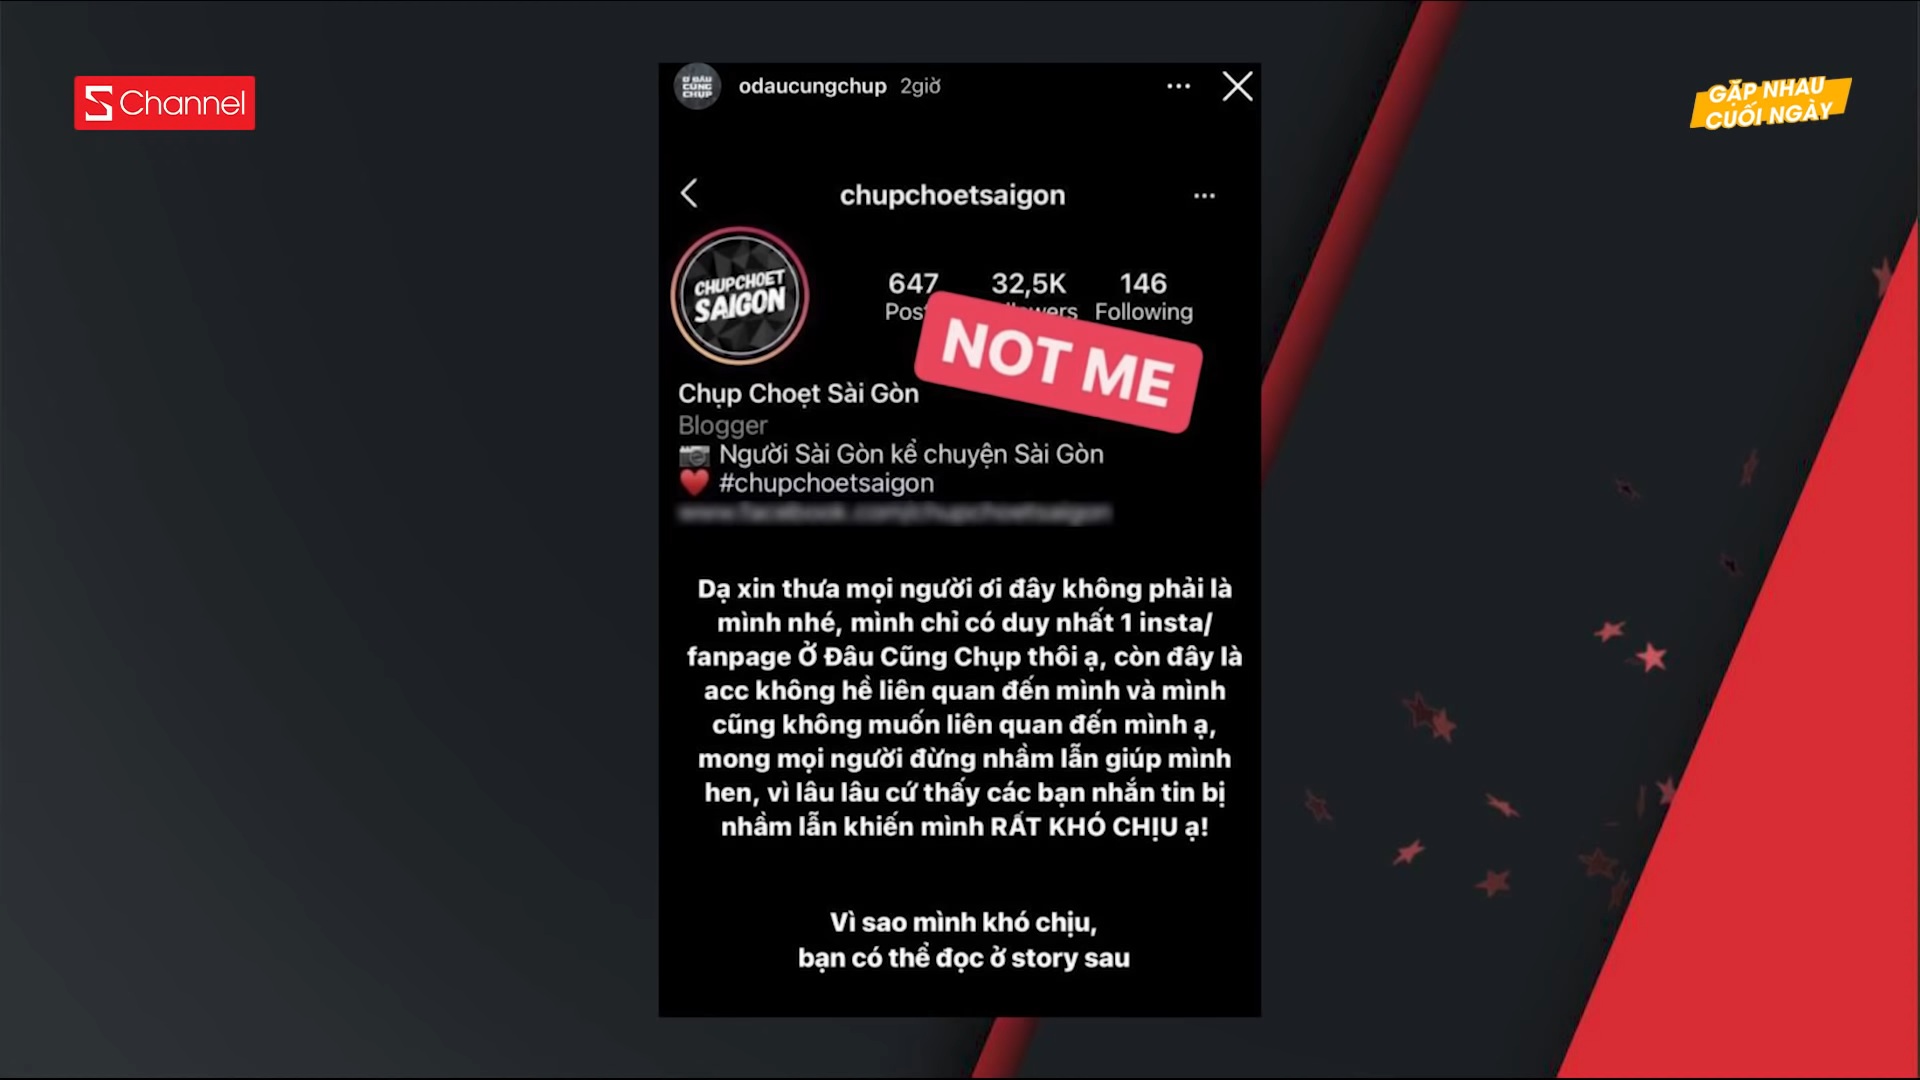 S Channel
GẶP NHAU
CUỐI NGÀY
Ở ĐÂU
CŨNG
CHỤP
odaucungchup 2giờ
chupchoetsaigon
CHUPCHOET
SAIGON
647 32,5K 146
Following
NOT ME
Chụp Choẹt Sài Gòn
Blogger
Người Sài Gòn kể chuyện Sài Gòn
#chupchoetsaigon
Dạ xin thưa mọi người ơi đây không phải là
mình nhé, mình chỉ có duy nhất 1 insta/
fanpage Ở Đâu Cũng Chụp thôi ạ, còn đây là
acc không hề liên quan đến mình và mình
cũng không muốn liên quan đến mình ạ,
mong mọi người đừng nhầm lẫn giúp mình
hen, vì lâu lâu cứ thấy các bạn nhắn tin bị
nhầm lẫn khiến mình RẤT KHÓ CHỊU ạ!
Vì sao mình khó chịu,
bạn có thể đọc ở story sau